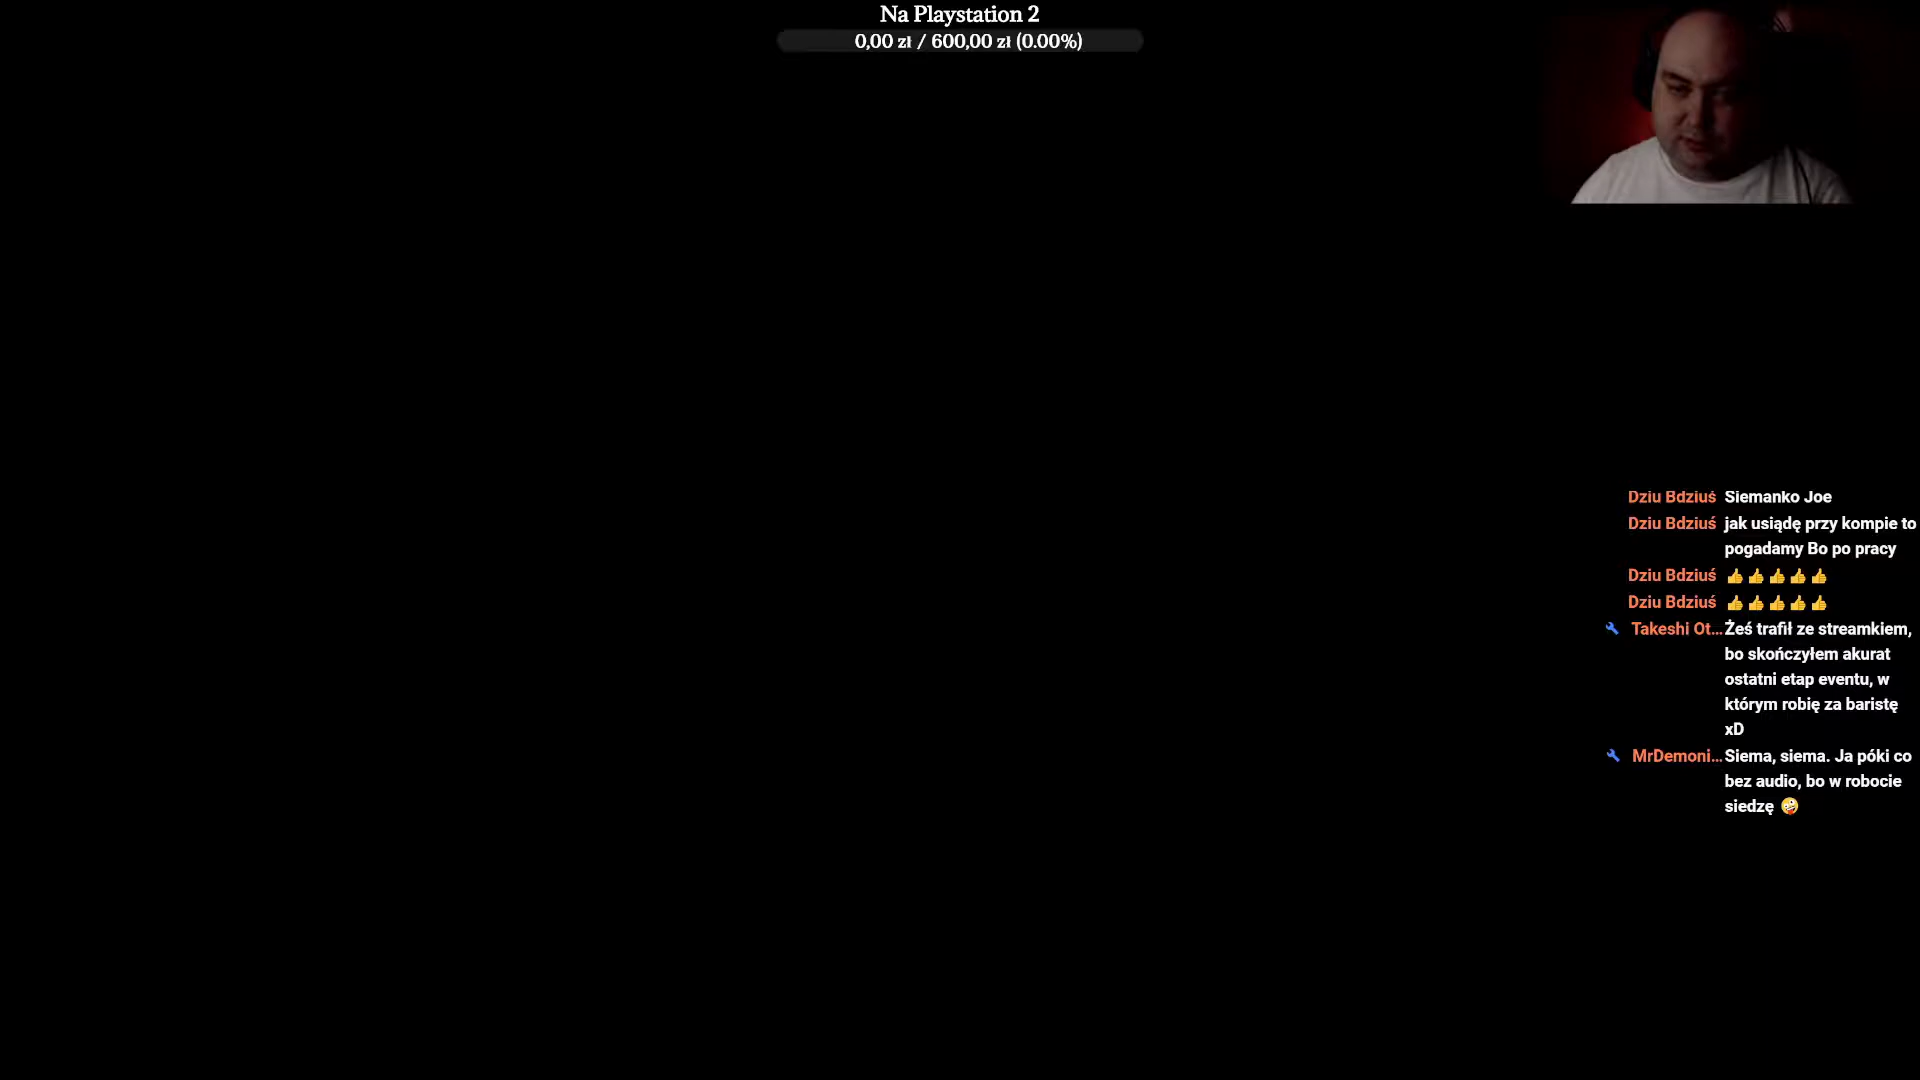 Na Playstation 2
0,00 zł / 600,00 zł (0.00%)
Dziu Bdziuś Siemanko Joe
Dziu Bdziuś jak usiądę przy kompie to
pogadamy Bo po pracy
Dziu Bdziuś 👍👍👍👍👍
Dziu Bdziuś 👍👍👍👍👍
Takeshi Ot... Żeś trafił ze streamkiem,
bo skończyłem akurat
ostatni etap eventu, w
którym robię za baristę
xD
MrDemoni... Siema, siema. Ja póki co
bez audio, bo w robocie
siedzę 🤪